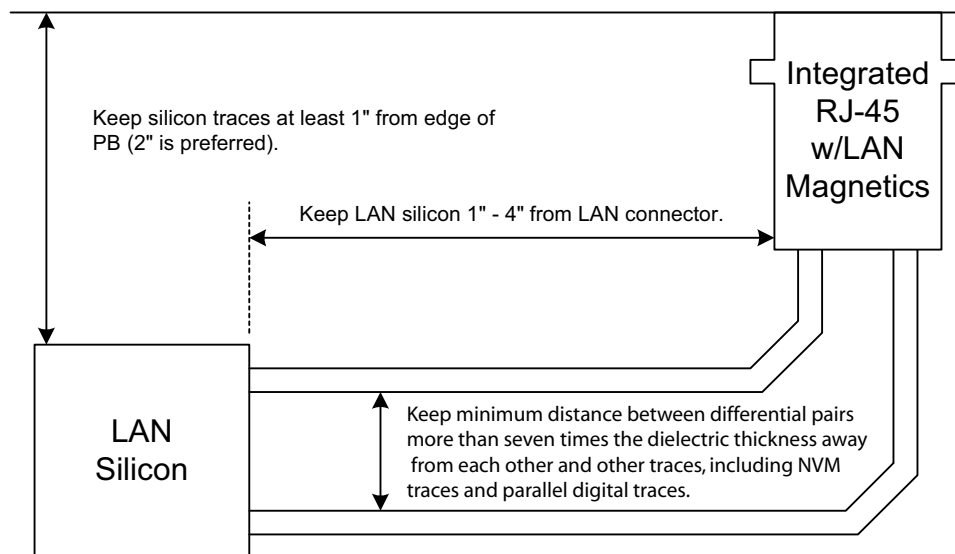 Integrated
RJ-45
w/LAN
Magnetics
Keep silicon traces at least 1" from edge of
PB (2" is preferred).
Keep LAN silicon 1" - 4" from LAN connector.
LAN
Silicon
Keep minimum distance between differential pairs
more than seven times the dielectric thickness away
from each other and other traces, including NVM
traces and parallel digital traces.